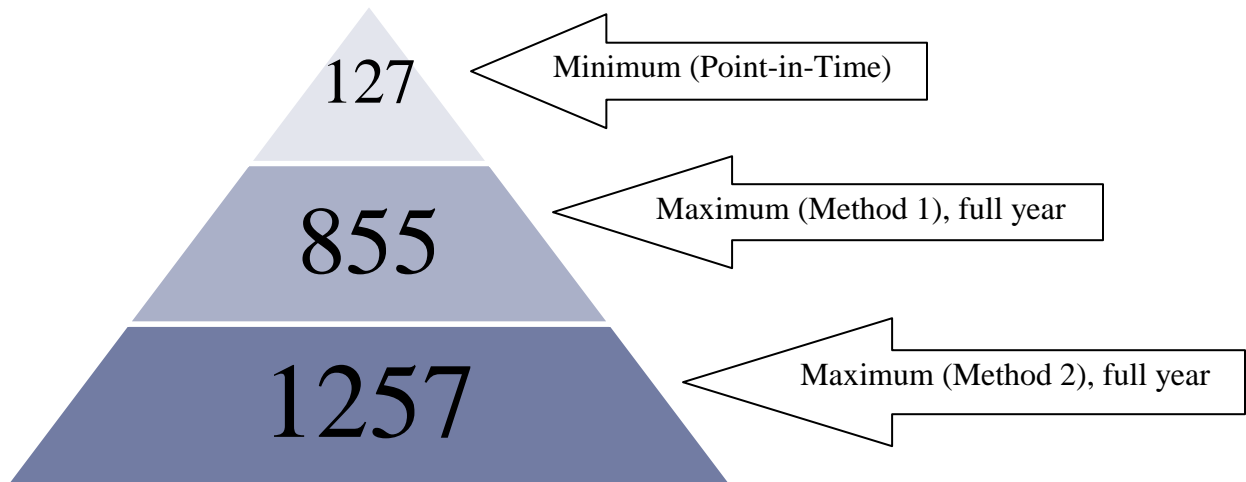 127
Minimum (Point-in-Time)
855
Maximum (Method 1), full year
1257
Maximum (Method 2), full year